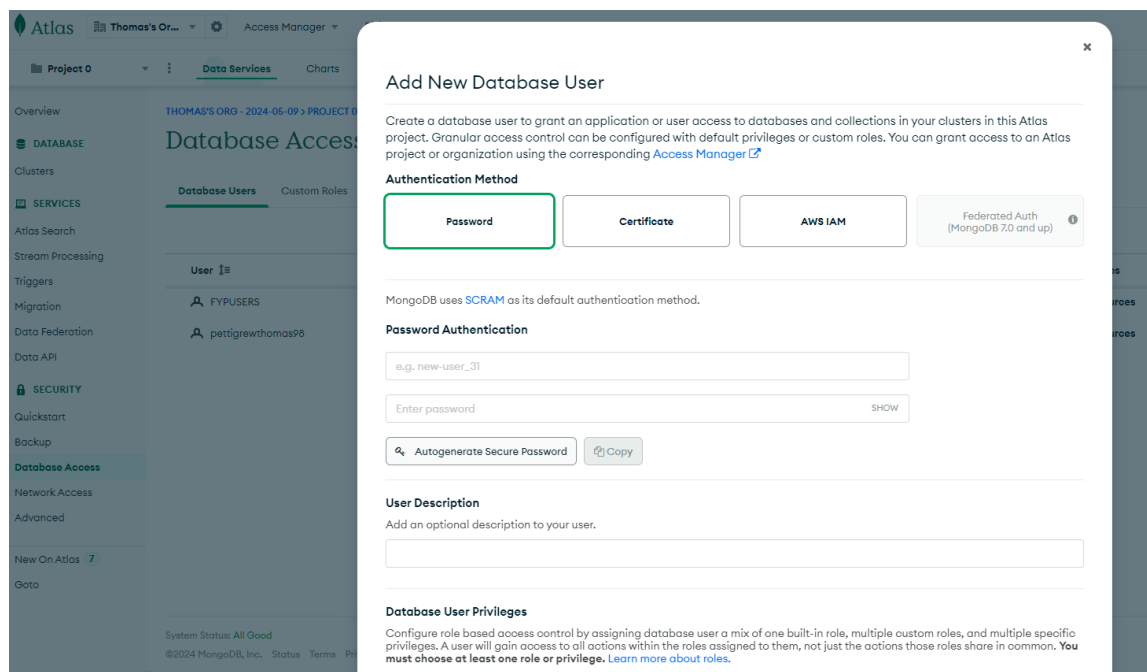 Atlas
Thomas's Or...
Access Manager
Project 0
Data Services
Charts
Overview
DATABASE
Clusters
SERVICES
Atlas Search
Stream Processing
Triggers
Migration
Data Federation
Data API
SECURITY
Quickstart
Backup
Database Access
Network Access
Advanced
New On Atlas 7
Goto
THOMAS'S ORG - 2024-05-09 > PROJECT 0
Database Access
Database Users
Custom Roles
User
FYPUSERS
pettigrewthomas98
System Status: All Good
©2024 MongoDB, Inc. Status Terms
Add New Database User
Create a database user to grant an application or user access to databases and collections in your clusters in this Atlas
project. Granular access control can be configured with default privileges or custom roles. You can grant access to an Atlas
project or organization using the corresponding Access Manager
Authentication Method
Password
Certificate
AWS IAM
Federated Auth
(MongoDB 7.0 and up)
MongoDB uses SCRAM as its default authentication method.
Password Authentication
e.g. new-user_31
Enter password
SHOW
Autogenerate Secure Password
Copy
User Description
Add an optional description to your user.
Database User Privileges
Configure role based access control by assigning database user a mix of one built-in role, multiple custom roles, and multiple specific
privileges. A user will gain access to all actions within the roles assigned to them, not just the actions those roles share in common. You
must choose at least one role or privilege. Learn more about roles.